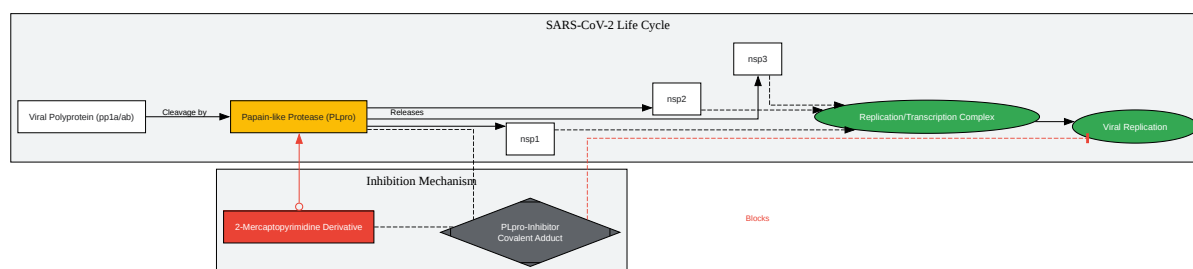 SARS-CoV-2 Life Cycle
nsp3
nsp2
Viral Polyprotein (pp1a/ab)
Cleavage by
Papain-like Protease (PLpro)
Releases
nsp1
Replication/Transcription Complex
Viral Replication
Inhibition Mechanism
2-Mercaptopyrimidine Derivative
PLpro-Inhibitor
Covalent Adduct
Blocks